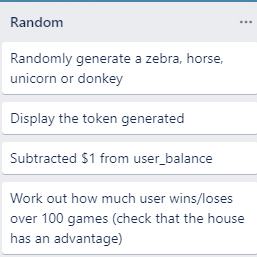 Random
Randomly generate a zebra, horse,
unicorn or donkey
Display the token generated
Subtracted $1 from user_balance
Work out how much user wins/loses
over 100 games (check that the house
has an advantage)